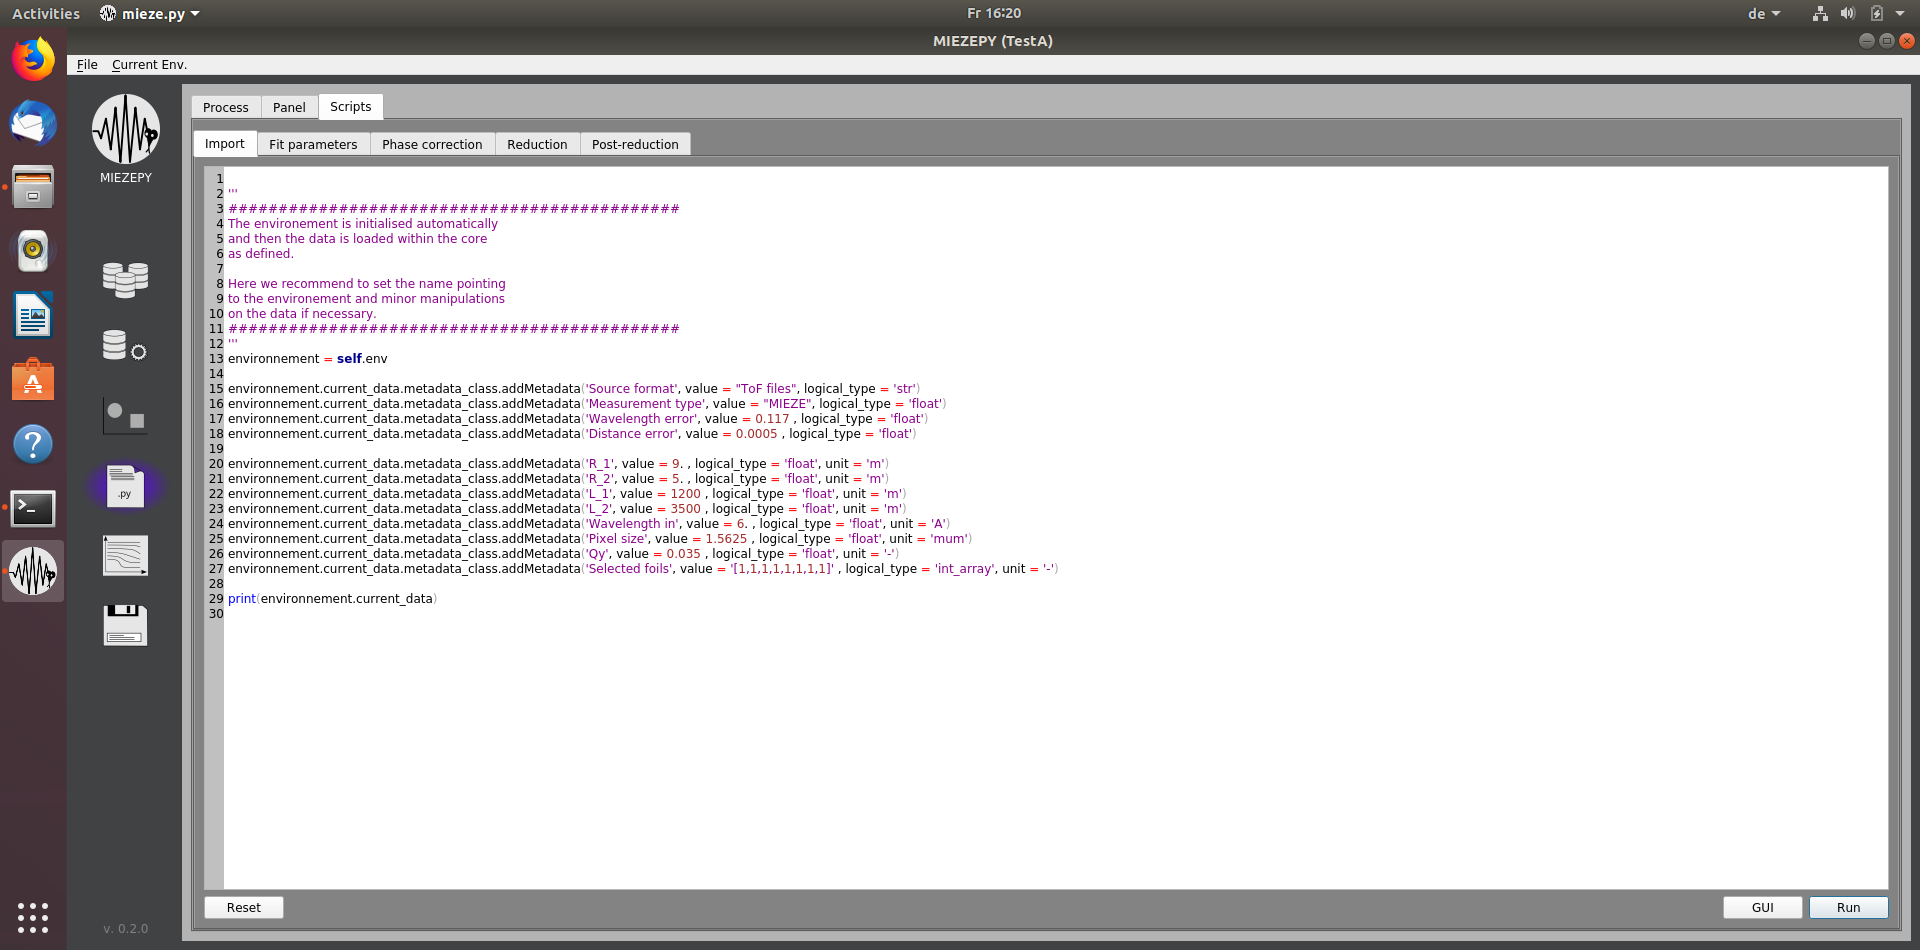 Activities mieze.py Fr 16:20 de
MIEZEPY (TestA)
File Current Env.
MIEZEPY
Process Panel Scripts
Import Fit parameters Phase correction Reduction Post-reduction
1
2 '''
3 #############################################
4 The environement is initialised automatically
5 and then the data is loaded within the core
6 as defined.
7
8 Here we recommend to set the name pointing
9 to the environement and minor manipulations
10 on the data if necessary.
11 #############################################
12 '''
13 environnement = self.env
14
15 environnement.current_data.metadata_class.addMetadata('Source format', value = "ToF files", logical_type = 'str')
16 environnement.current_data.metadata_class.addMetadata('Measurement type', value = "MIEZE", logical_type = 'float')
17 environnement.current_data.metadata_class.addMetadata('Wavelength error', value = 0.117 , logical_type = 'float')
18 environnement.current_data.metadata_class.addMetadata('Distance error', value = 0.0005 , logical_type = 'float')
19
20 environnement.current_data.metadata_class.addMetadata('R_1', value = 9. , logical_type = 'float', unit = 'm')
21 environnement.current_data.metadata_class.addMetadata('R_2', value = 5. , logical_type = 'float', unit = 'm')
22 environnement.current_data.metadata_class.addMetadata('L_1', value = 1200 , logical_type = 'float', unit = 'm')
23 environnement.current_data.metadata_class.addMetadata('L_2', value = 3500 , logical_type = 'float', unit = 'm')
24 environnement.current_data.metadata_class.addMetadata('Wavelength in', value = 6. , logical_type = 'float', unit = 'A')
25 environnement.current_data.metadata_class.addMetadata('Pixel size', value = 1.5625 , logical_type = 'float', unit = 'mum')
26 environnement.current_data.metadata_class.addMetadata('Qy', value = 0.035 , logical_type = 'float', unit = '-')
27 environnement.current_data.metadata_class.addMetadata('Selected foils', value = '[1,1,1,1,1,1,1,1]' , logical_type = 'int_array', unit = '-')
28
29 print(environnement.current_data)
30
.py
Reset GUI Run
v. 0.2.0